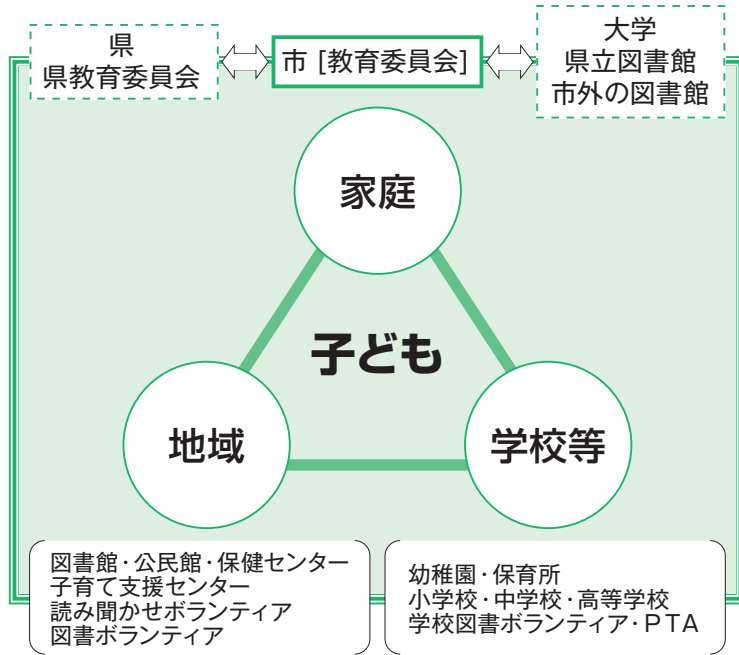 県
県教育委員会
市 [教育委員会]
大学
県立図書館
市外の図書館
家庭
子ども
地域
学校等
図書館・公民館・保健センター
子育て支援センター
読み聞かせボランティア
図書ボランティア
幼稚園・保育所
小学校・中学校・高等学校
学校図書ボランティア・PTA